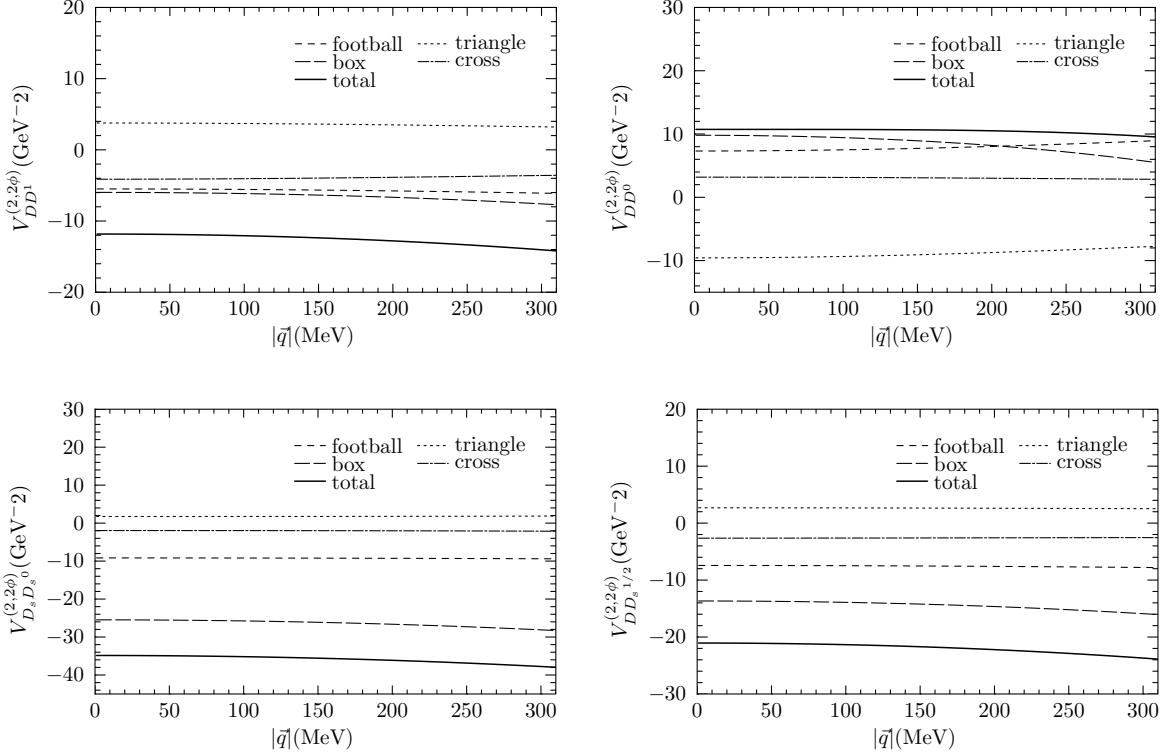 20
10
0
−10
−20
0 50 100 150 200 250 300
V_{DD^1}^{(2,2ϕ)}(GeV−2)
|q⃗|(MeV)
football triangle
box cross
total
30
20
10
0
−10
0 50 100 150 200 250 300
V_{DD^0}^{(2,2ϕ)}(GeV−2)
|q⃗|(MeV)
football triangle
box cross
total
30
20
10
0
−10
−20
−30
−40
0 50 100 150 200 250 300
V_{D_sD_s^0}^{(2,2ϕ)}(GeV−2)
|q⃗|(MeV)
football triangle
box cross
total
20
10
0
−10
−20
−30
0 50 100 150 200 250 300
V_{DD_s^{1/2}}^{(2,2ϕ)}(GeV−2)
|q⃗|(MeV)
football triangle
box cross
total